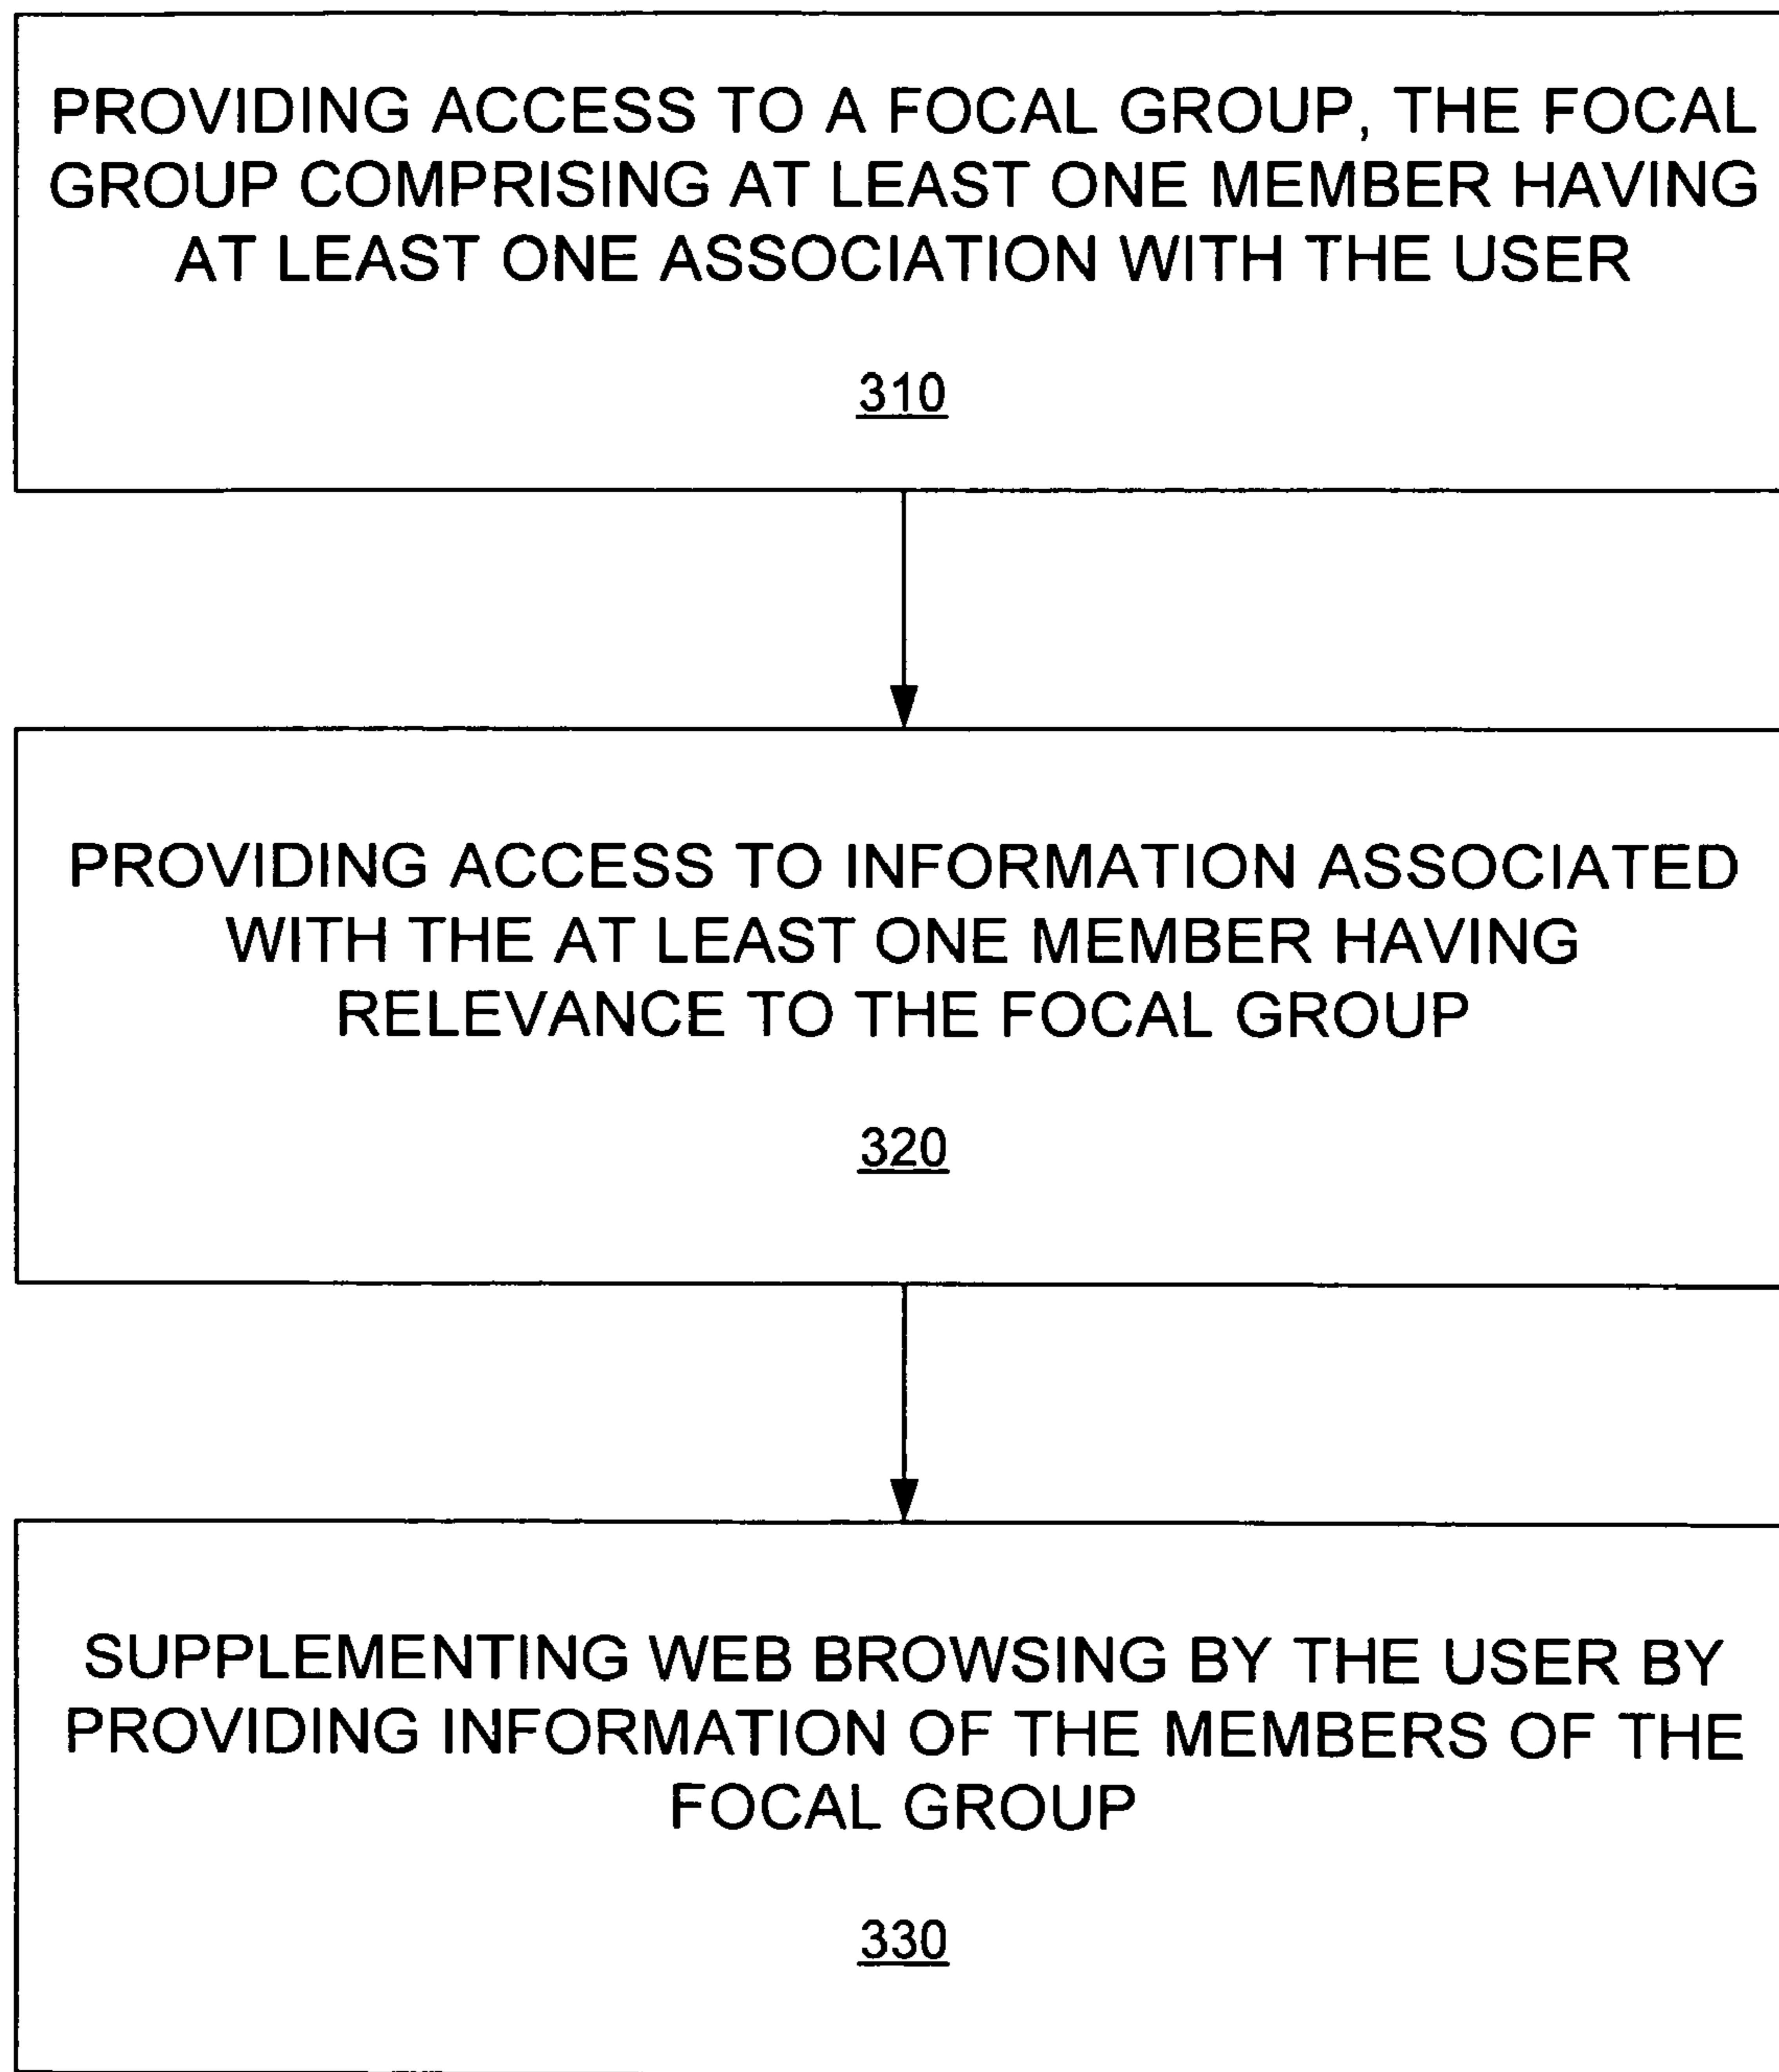 PROVIDING ACCESS TO A FOCAL GROUP, THE FOCAL
GROUP COMPRISING AT LEAST ONE MEMBER HAVING
AT LEAST ONE ASSOCIATION WITH THE USER
310
PROVIDING ACCESS TO INFORMATION ASSOCIATED
WITH THE AT LEAST ONE MEMBER HAVING
RELEVANCE TO THE FOCAL GROUP
320
SUPPLEMENTING WEB BROWSING BY THE USER BY
PROVIDING INFORMATION OF THE MEMBERS OF THE
FOCAL GROUP
330